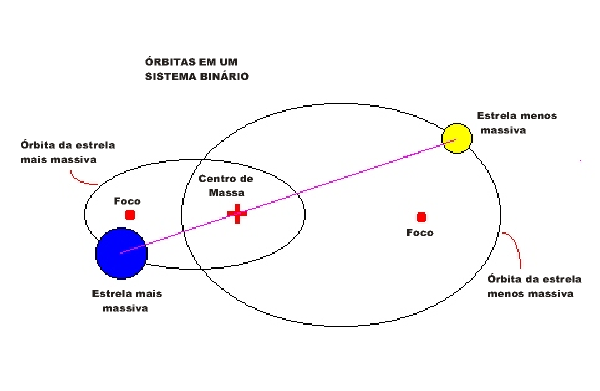 ÓRBITAS EM UM
SISTEMA BINÁRIO
Estrela menos
massiva
Órbita da estrela
mais massiva
Centro de
Massa
Foco
Foco
Órbita da estrela
menos massiva
Estrela mais
massiva